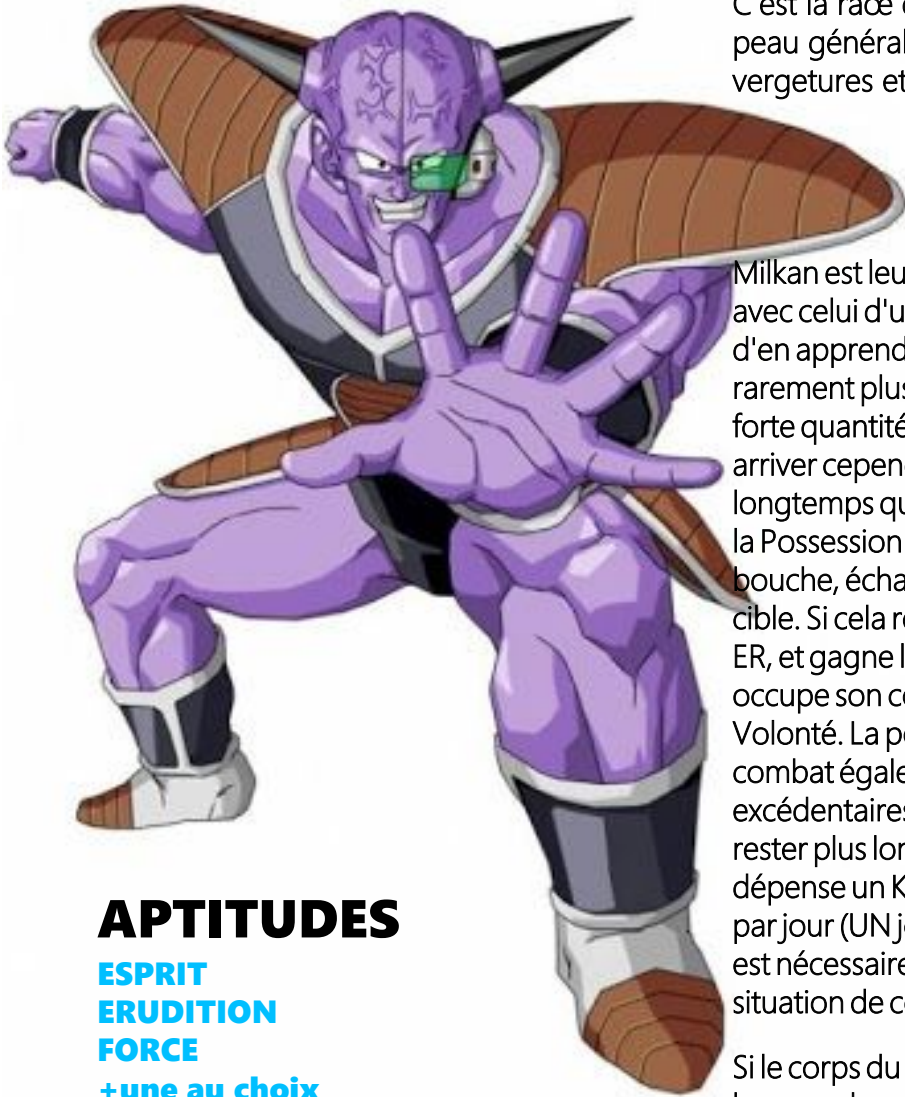 C'est la race
peau général
vergetures et
Milkan est leu
avec celui d'u
d'en apprend
rarement plus
forte quantité
arriver cepen
longtemps qu
la Possession
bouche, écha
cible. Si cela r
ER, et gagne l
occupe son c
Volonté. La p
combat égale
excédentaires
rester plus lon
dépense un K
par jour (UN j
est nécessaire
situation de c
Si le corps du
APTITUDES
ESPRIT
ERUDITION
FORCE
+une au choix